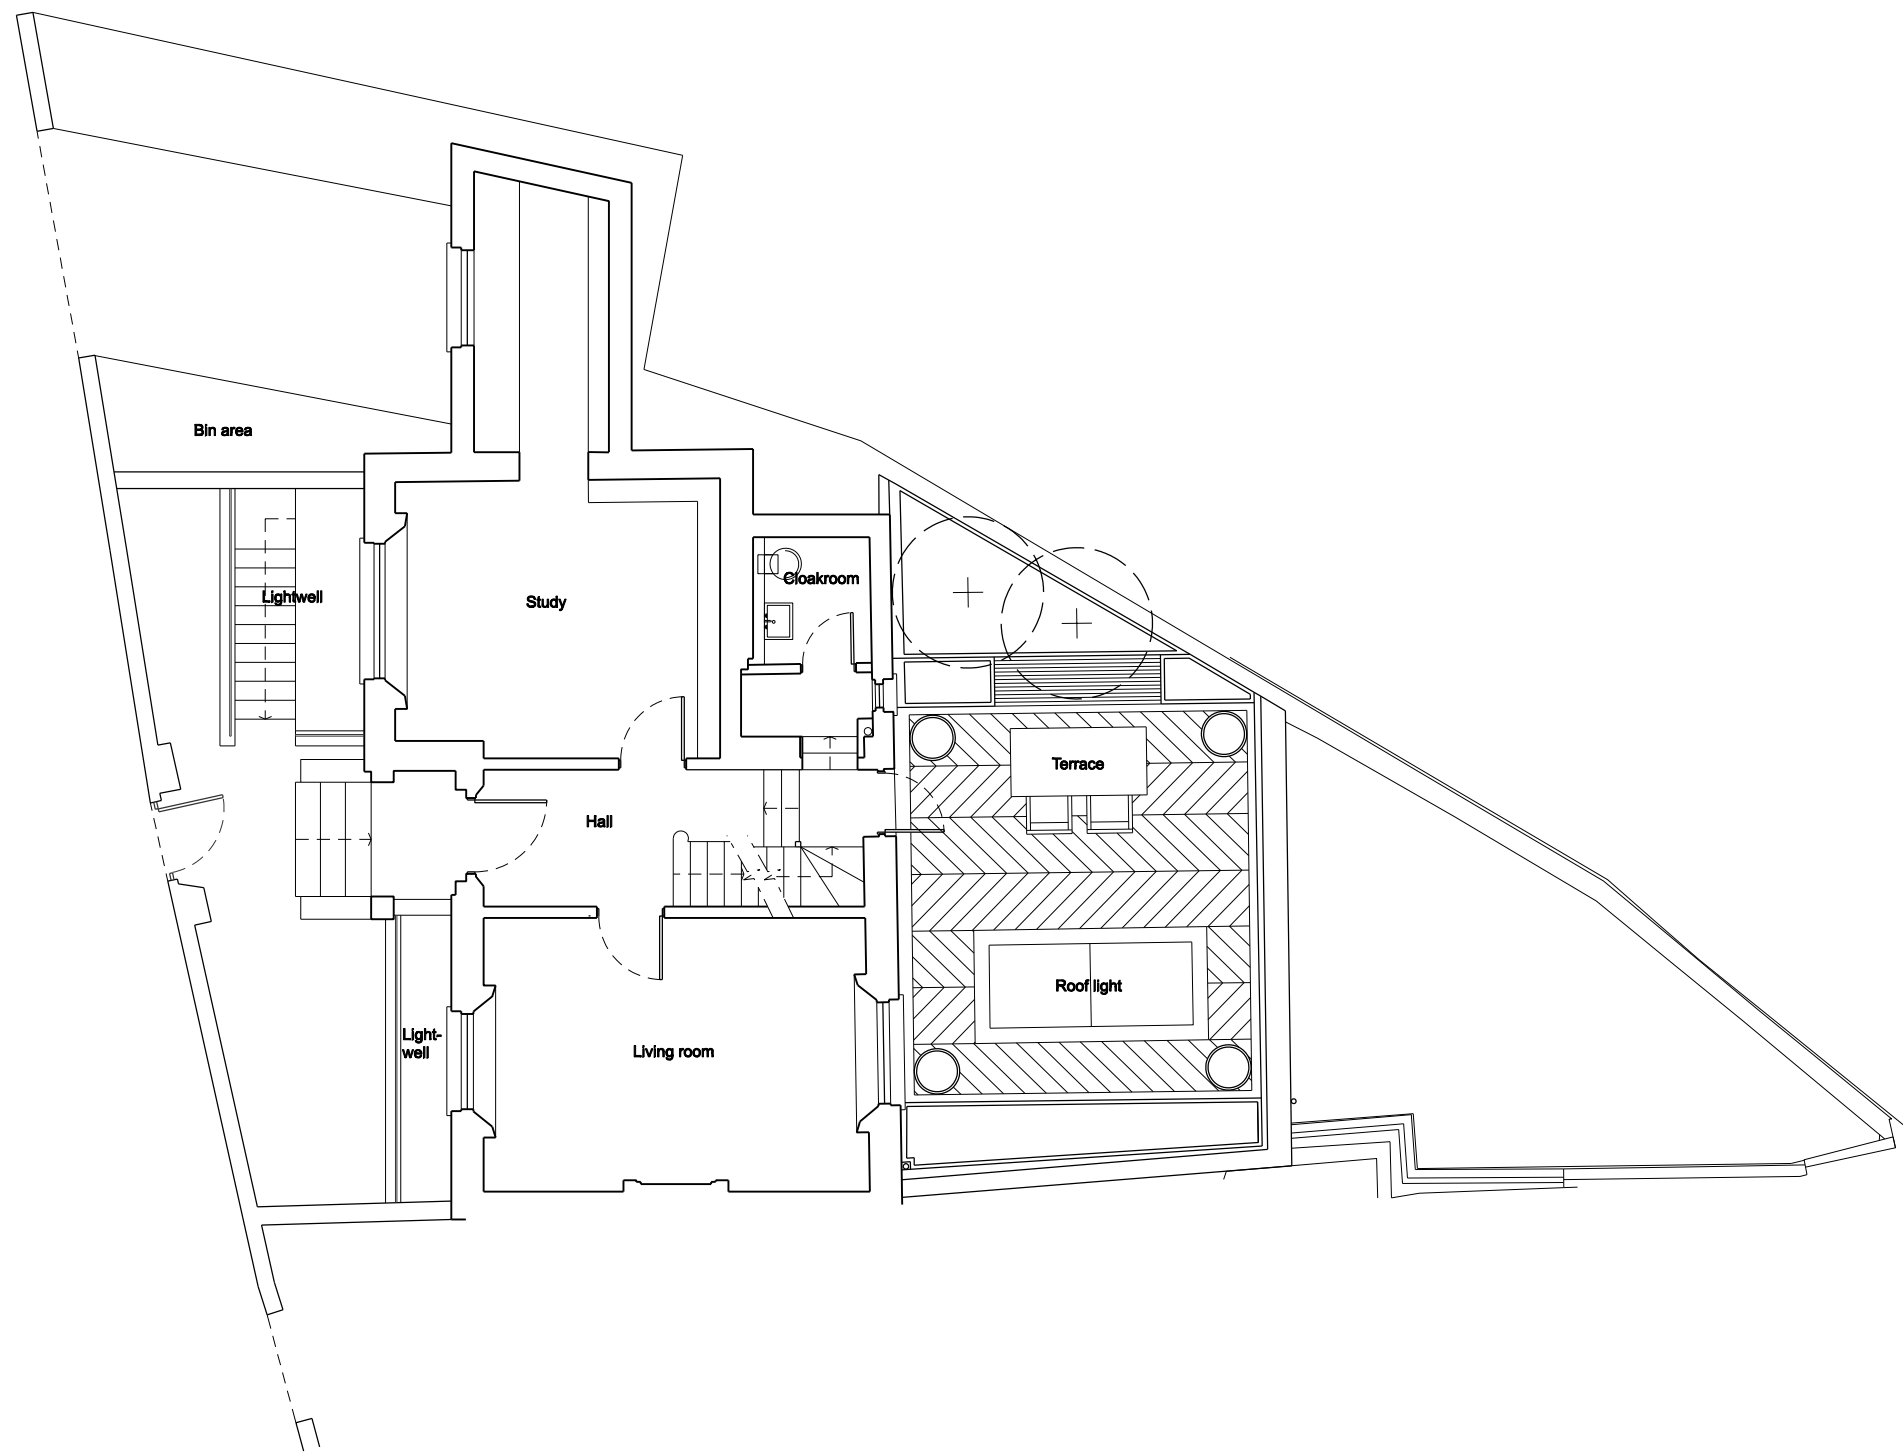 Bin area
Lightwell
Study
Cloakroom
Terrace
Hall
Roof light
Light-
well
Living room